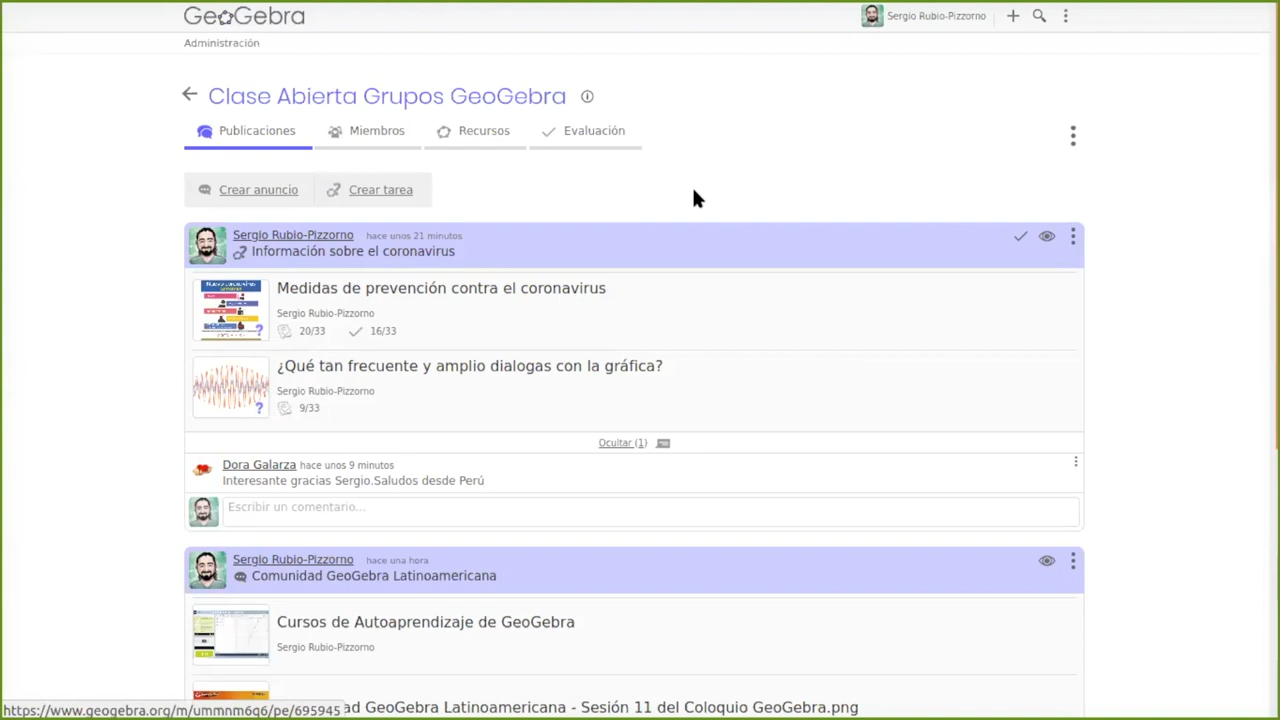 GeoGebra
Sergio Rubio-Pizzorno
Administración
Clase Abierta Grupos GeoGebra
Publicaciones Miembros Recursos Evaluación
Crear anuncio Crear tarea
Sergio Rubio-Pizzorno hace unos 21 minutos
Información sobre el coronavirus
Medidas de prevención contra el coronavirus
Sergio Rubio-Pizzorno
20/33 16/33
¿Qué tan frecuente y amplio dialogas con la gráfica?
Sergio Rubio-Pizzorno
9/33
Ocultar (1)
Dora Galarza hace unos 9 minutos
Interesante gracias Sergio.Saludos desde Perú
Escribir un comentario...
Sergio Rubio-Pizzorno hace una hora
Comunidad GeoGebra Latinoamericana
Cursos de Autoaprendizaje de GeoGebra
Sergio Rubio-Pizzorno
ad GeoGebra Latinoamericana - Sesión 11 del Coloquio GeoGebra.png
https://www.geogebra.org/m/ummnm6q6/pe/695945